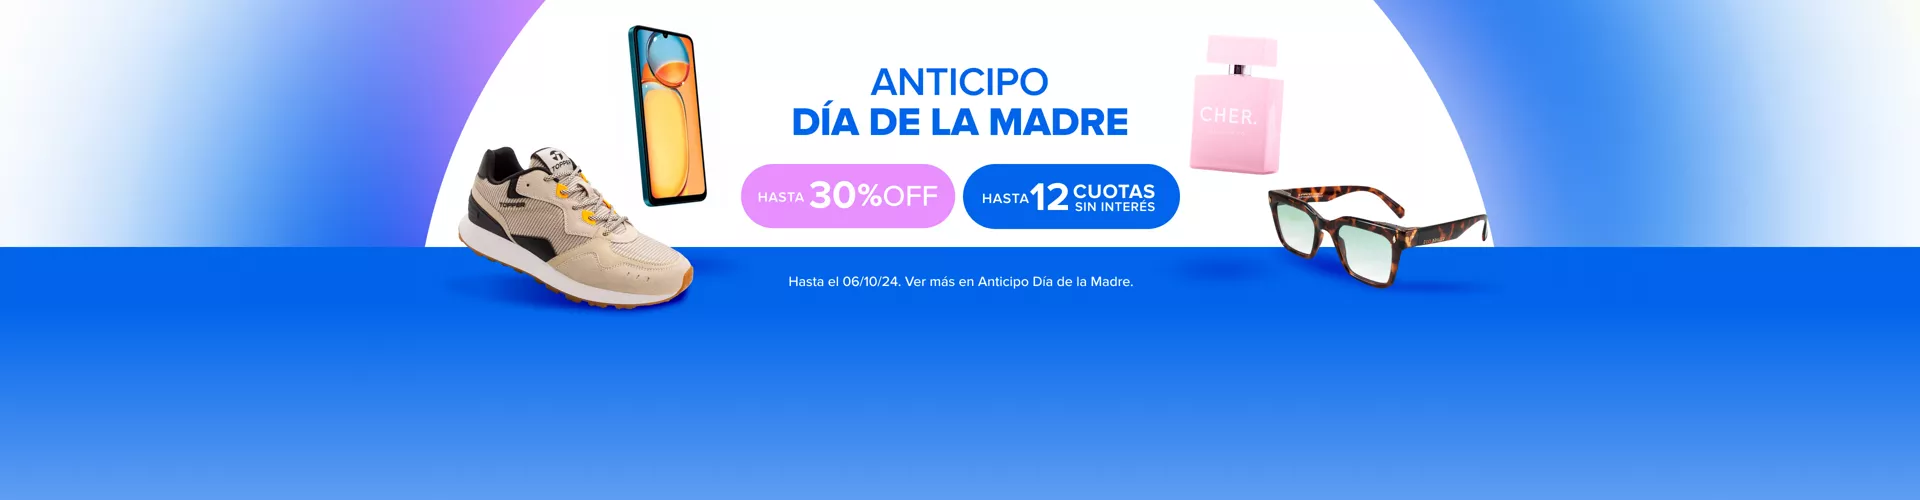 ANTICIPO
DÍA DE LA MADRE
HASTA 30%OFF
HASTA 12 CUOTAS SIN INTERÉS
CHER.
TOPPER
Hasta el 06/10/24. Ver más en Anticipo Día de la Madre.